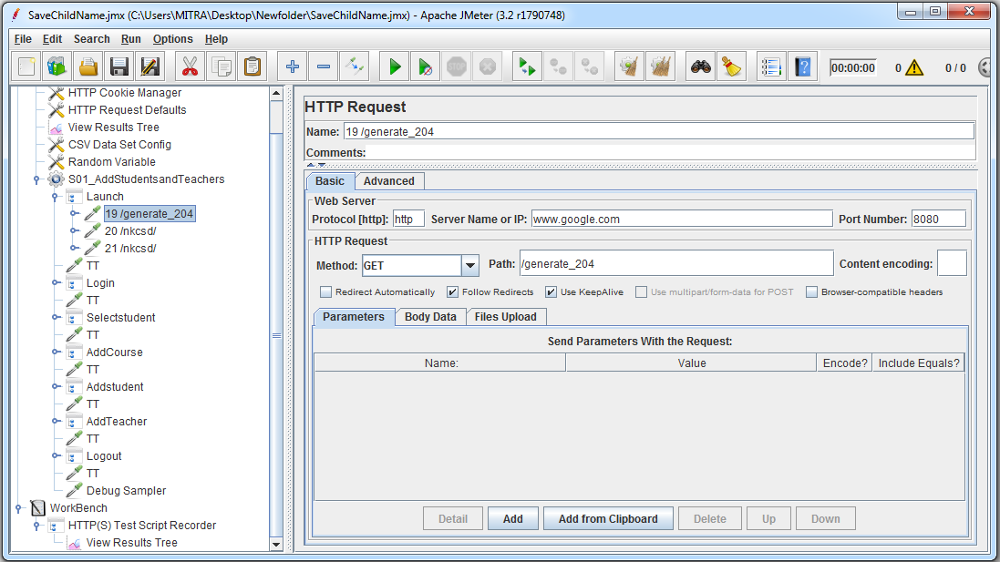 SaveChildName.jmx (C:\Users\MITRA\Desktop\Newfolder\SaveChildName.jmx) - Apache JMeter (3.2 r1790748)
File Edit Search Run Options Help
STOP
00:00:00 0 0 / 0
HTTP Cookie Manager
HTTP Request Defaults
View Results Tree
CSV Data Set Config
Random Variable
S01_AddStudentsandTeachers
Launch
19 /generate_204
20 /nkcsd/
21 /nkcsd/
TT
Login
TT
Selectstudent
TT
AddCourse
TT
Addstudent
TT
AddTeacher
TT
Logout
TT
Debug Sampler
WorkBench
HTTP(S) Test Script Recorder
View Results Tree
HTTP Request
Name: 19 /generate_204
Comments:
Basic Advanced
Web Server
Protocol [http]: http Server Name or IP: www.google.com Port Number: 8080
HTTP Request
Method: GET Path: /generate_204 Content encoding:
Redirect Automatically Follow Redirects Use KeepAlive Use multipart/form-data for POST Browser-compatible headers
Parameters Body Data Files Upload
Send Parameters With the Request:
Name: Value Encode? Include Equals?
Detail Add Add from Clipboard Delete Up Down